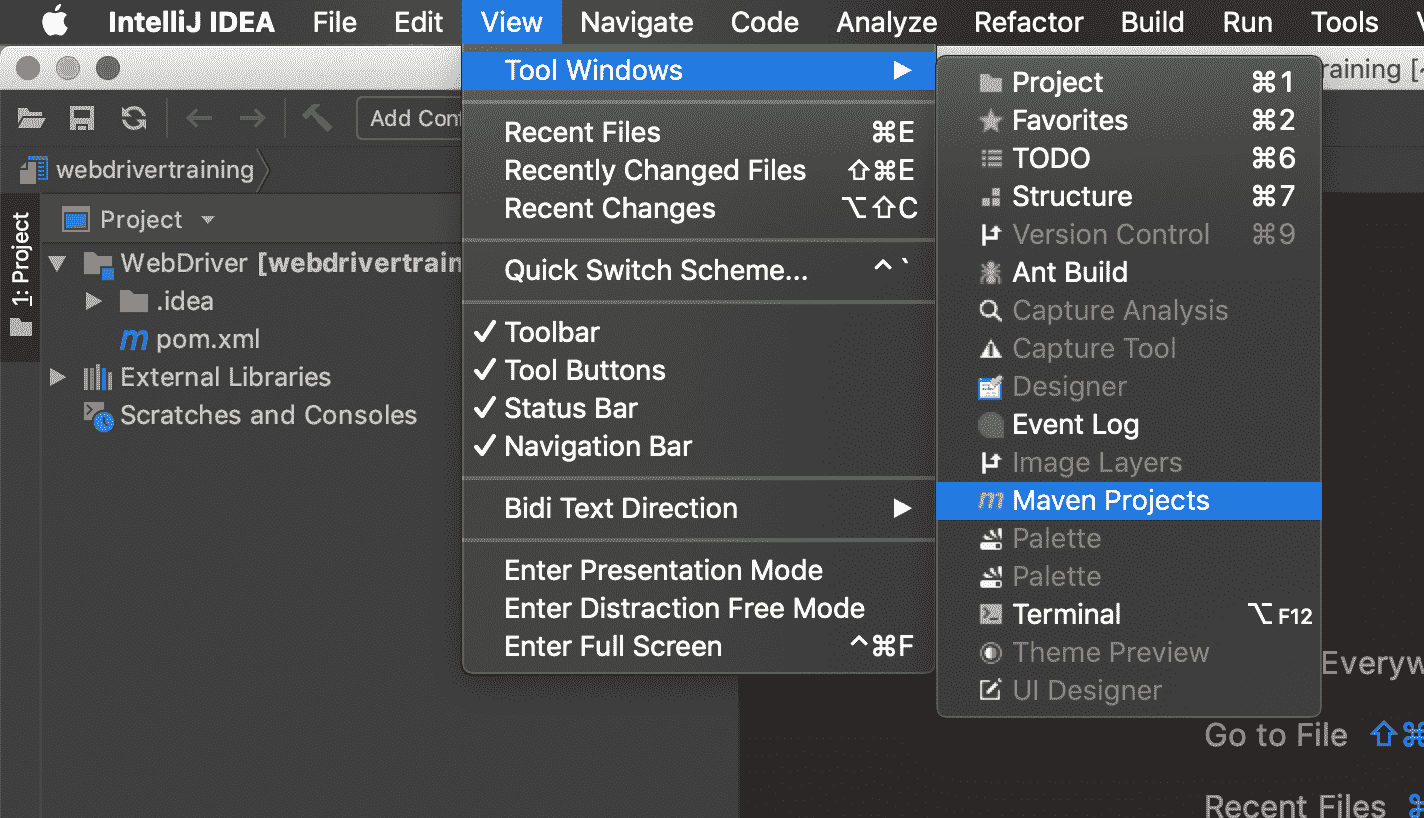 IntelliJ IDEA File Edit View Navigate Code Analyze Refactor Build Run Tools
raining [
Add Con
webdrivertraining
1: Project
Project
WebDriver [webdrivertrain
.idea
pom.xml
External Libraries
Scratches and Consoles
Tool Windows
Recent Files ⌘E
Recently Changed Files ⇧⌘E
Recent Changes ⌥⇧C
Quick Switch Scheme... ^`
✓ Toolbar
✓ Tool Buttons
✓ Status Bar
✓ Navigation Bar
Bidi Text Direction
Enter Presentation Mode
Enter Distraction Free Mode
Enter Full Screen ^⌘F
Project ⌘1
Favorites ⌘2
TODO ⌘6
Structure ⌘7
Version Control ⌘9
Ant Build
Capture Analysis
Capture Tool
Designer
Event Log
Image Layers
Maven Projects
Palette
Palette
Terminal ⌥F12
Theme Preview
UI Designer
Everyw
Go to File ⇧⌘
Recent Files ⌘